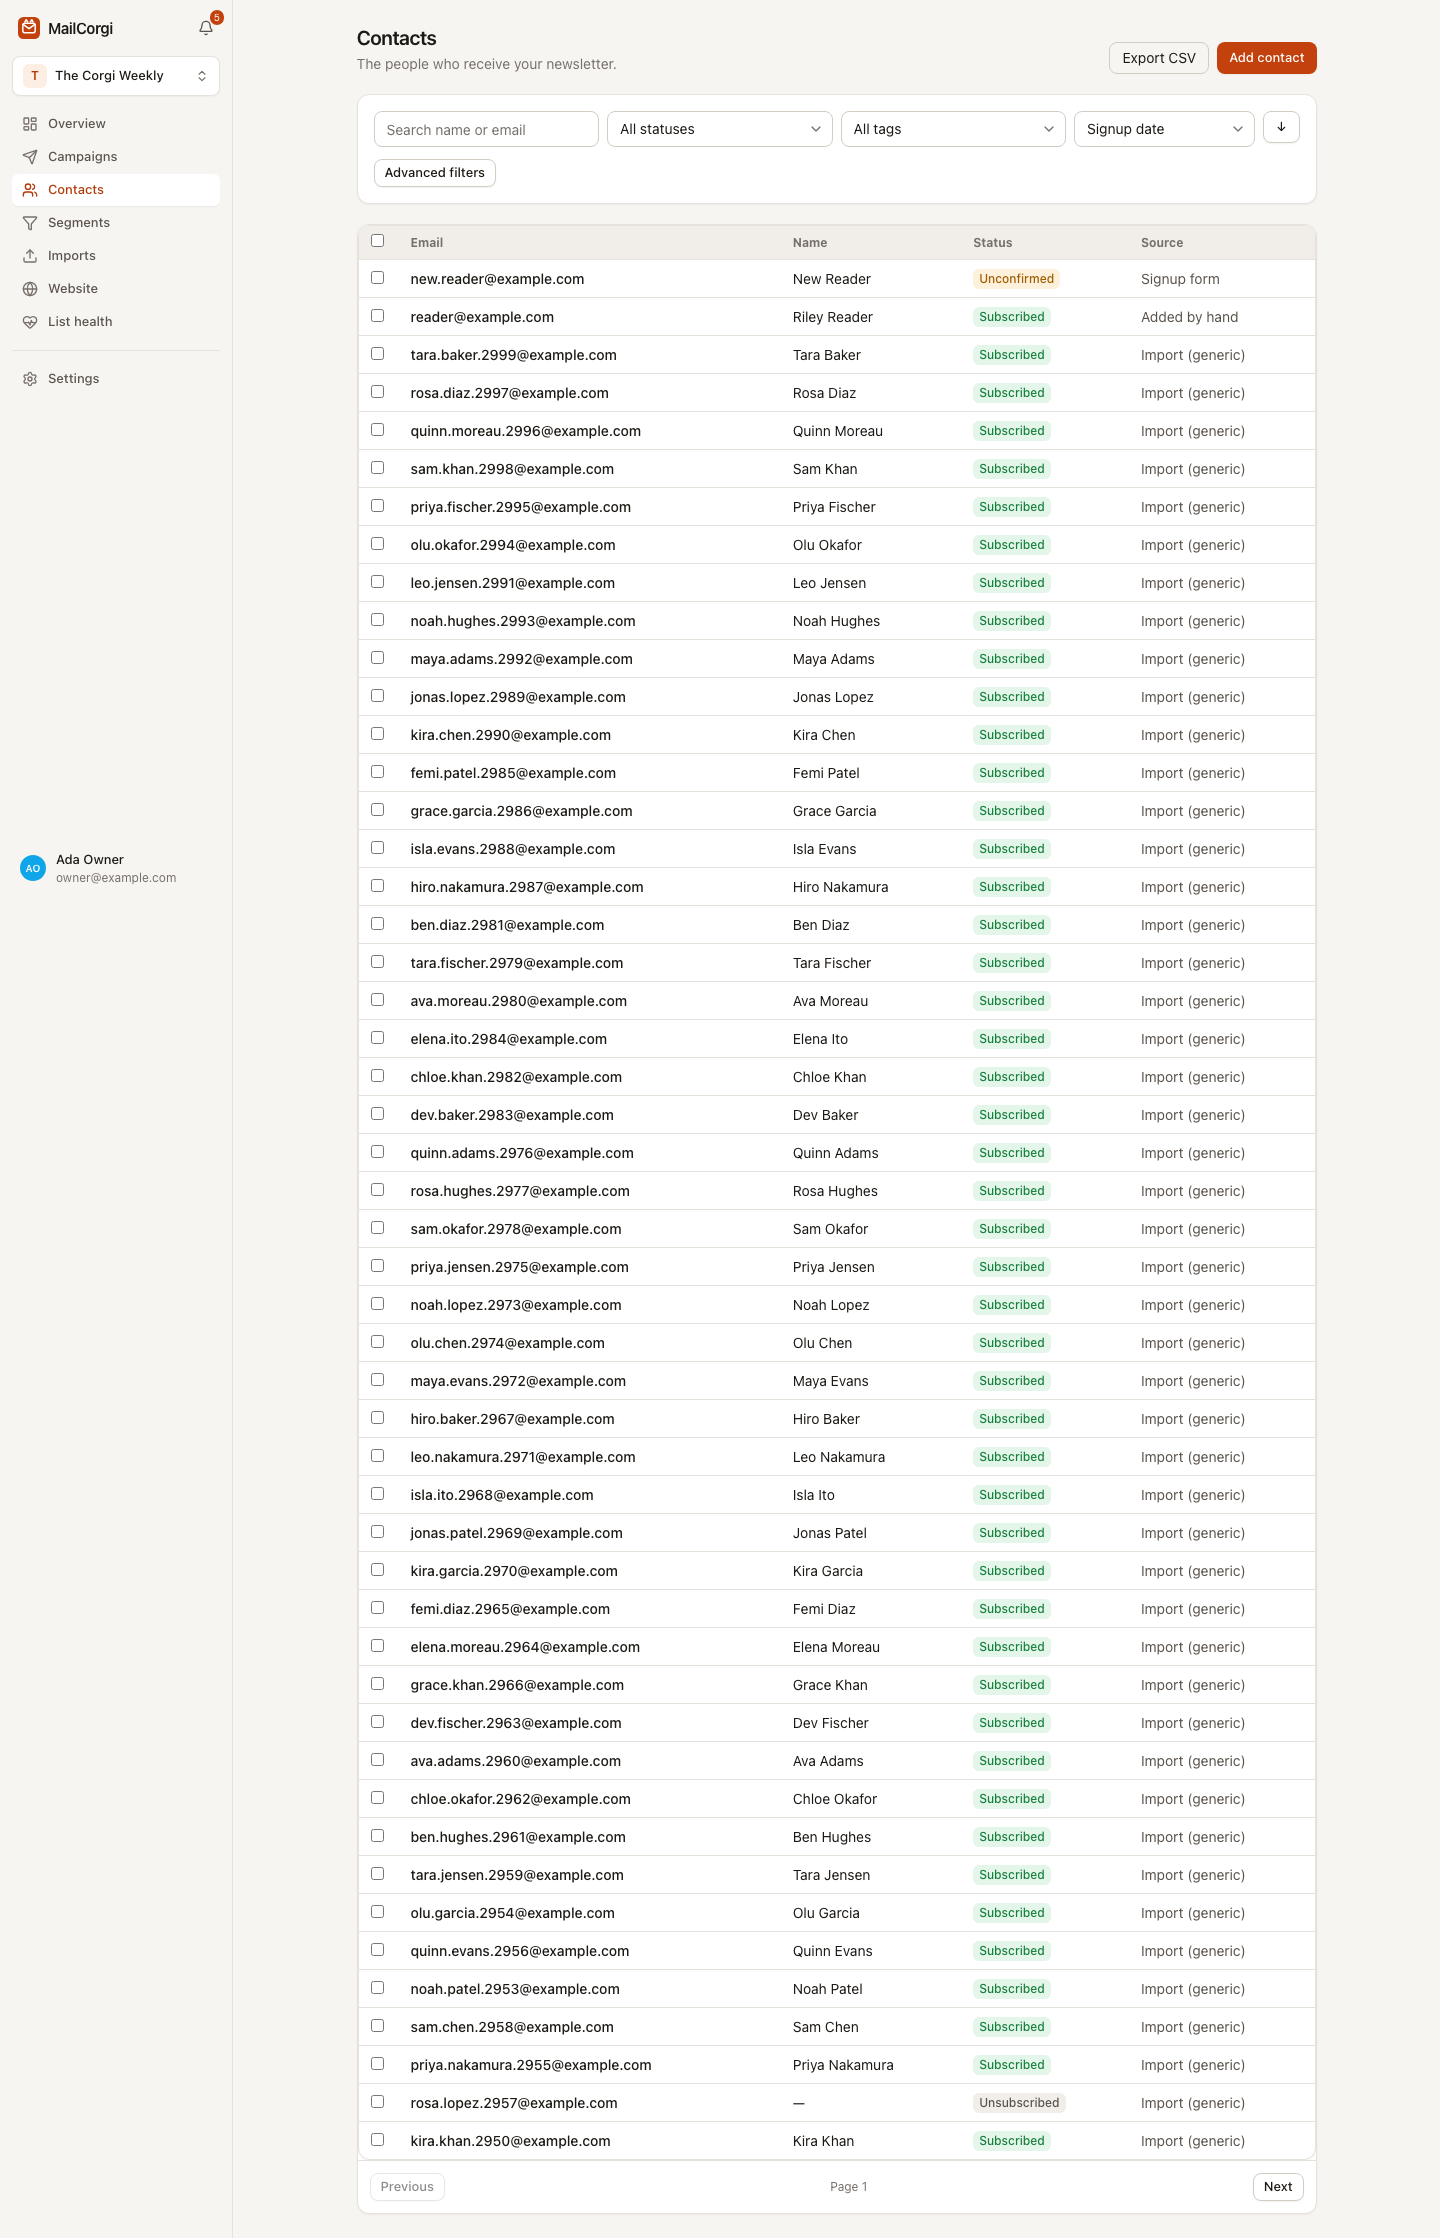 MailCorgi
5
T The Corgi Weekly
Overview
Campaigns
Contacts
Segments
Imports
Website
List health
Settings
AO
Ada Owner
owner@example.com
Contacts
The people who receive your newsletter.
Export CSV Add contact
Search name or email All statuses All tags Signup date
Advanced filters
Email Name Status Source
new.reader@example.com New Reader Unconfirmed Signup form
reader@example.com Riley Reader Subscribed Added by hand
tara.baker.2999@example.com Tara Baker Subscribed Import (generic)
rosa.diaz.2997@example.com Rosa Diaz Subscribed Import (generic)
quinn.moreau.2996@example.com Quinn Moreau Subscribed Import (generic)
sam.khan.2998@example.com Sam Khan Subscribed Import (generic)
priya.fischer.2995@example.com Priya Fischer Subscribed Import (generic)
olu.okafor.2994@example.com Olu Okafor Subscribed Import (generic)
leo.jensen.2991@example.com Leo Jensen Subscribed Import (generic)
noah.hughes.2993@example.com Noah Hughes Subscribed Import (generic)
maya.adams.2992@example.com Maya Adams Subscribed Import (generic)
jonas.lopez.2989@example.com Jonas Lopez Subscribed Import (generic)
kira.chen.2990@example.com Kira Chen Subscribed Import (generic)
femi.patel.2985@example.com Femi Patel Subscribed Import (generic)
grace.garcia.2986@example.com Grace Garcia Subscribed Import (generic)
isla.evans.2988@example.com Isla Evans Subscribed Import (generic)
hiro.nakamura.2987@example.com Hiro Nakamura Subscribed Import (generic)
ben.diaz.2981@example.com Ben Diaz Subscribed Import (generic)
tara.fischer.2979@example.com Tara Fischer Subscribed Import (generic)
ava.moreau.2980@example.com Ava Moreau Subscribed Import (generic)
elena.ito.2984@example.com Elena Ito Subscribed Import (generic)
chloe.khan.2982@example.com Chloe Khan Subscribed Import (generic)
dev.baker.2983@example.com Dev Baker Subscribed Import (generic)
quinn.adams.2976@example.com Quinn Adams Subscribed Import (generic)
rosa.hughes.2977@example.com Rosa Hughes Subscribed Import (generic)
sam.okafor.2978@example.com Sam Okafor Subscribed Import (generic)
priya.jensen.2975@example.com Priya Jensen Subscribed Import (generic)
noah.lopez.2973@example.com Noah Lopez Subscribed Import (generic)
olu.chen.2974@example.com Olu Chen Subscribed Import (generic)
maya.evans.2972@example.com Maya Evans Subscribed Import (generic)
hiro.baker.2967@example.com Hiro Baker Subscribed Import (generic)
leo.nakamura.2971@example.com Leo Nakamura Subscribed Import (generic)
isla.ito.2968@example.com Isla Ito Subscribed Import (generic)
jonas.patel.2969@example.com Jonas Patel Subscribed Import (generic)
kira.garcia.2970@example.com Kira Garcia Subscribed Import (generic)
femi.diaz.2965@example.com Femi Diaz Subscribed Import (generic)
elena.moreau.2964@example.com Elena Moreau Subscribed Import (generic)
grace.khan.2966@example.com Grace Khan Subscribed Import (generic)
dev.fischer.2963@example.com Dev Fischer Subscribed Import (generic)
ava.adams.2960@example.com Ava Adams Subscribed Import (generic)
chloe.okafor.2962@example.com Chloe Okafor Subscribed Import (generic)
ben.hughes.2961@example.com Ben Hughes Subscribed Import (generic)
tara.jensen.2959@example.com Tara Jensen Subscribed Import (generic)
olu.garcia.2954@example.com Olu Garcia Subscribed Import (generic)
quinn.evans.2956@example.com Quinn Evans Subscribed Import (generic)
noah.patel.2953@example.com Noah Patel Subscribed Import (generic)
sam.chen.2958@example.com Sam Chen Subscribed Import (generic)
priya.nakamura.2955@example.com Priya Nakamura Subscribed Import (generic)
rosa.lopez.2957@example.com — Unsubscribed Import (generic)
kira.khan.2950@example.com Kira Khan Subscribed Import (generic)
Previous Page 1 Next